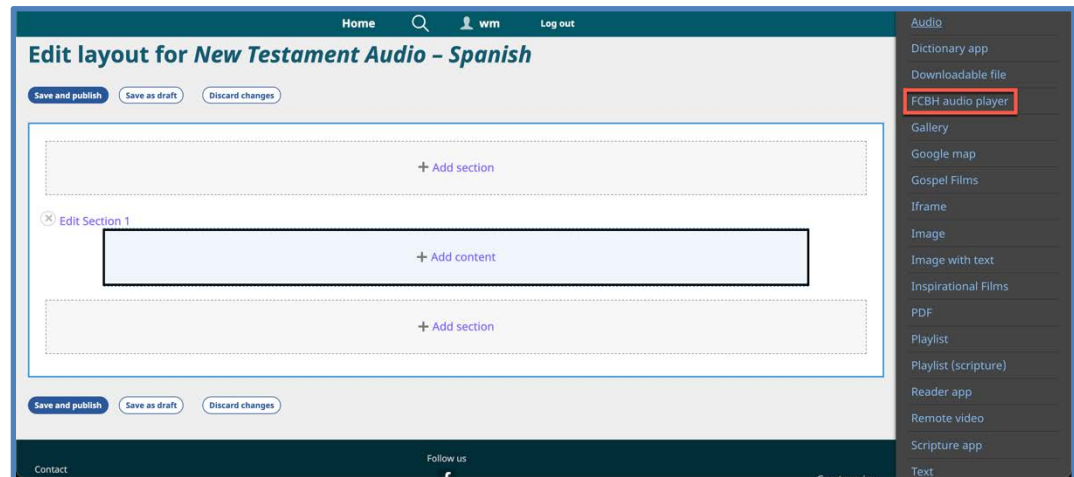 Home wm Log out
Edit layout for New Testament Audio – Spanish
Save and publish Save as draft Discard changes
+ Add section
Edit Section 1
+ Add content
+ Add section
Save and publish Save as draft Discard changes
Contact
Follow us
Audio
Dictionary app
Downloadable file
FCBH audio player
Gallery
Google map
Gospel Films
Iframe
Image
Image with text
Inspirational Films
PDF
Playlist
Playlist (scripture)
Reader app
Remote video
Scripture app
Text